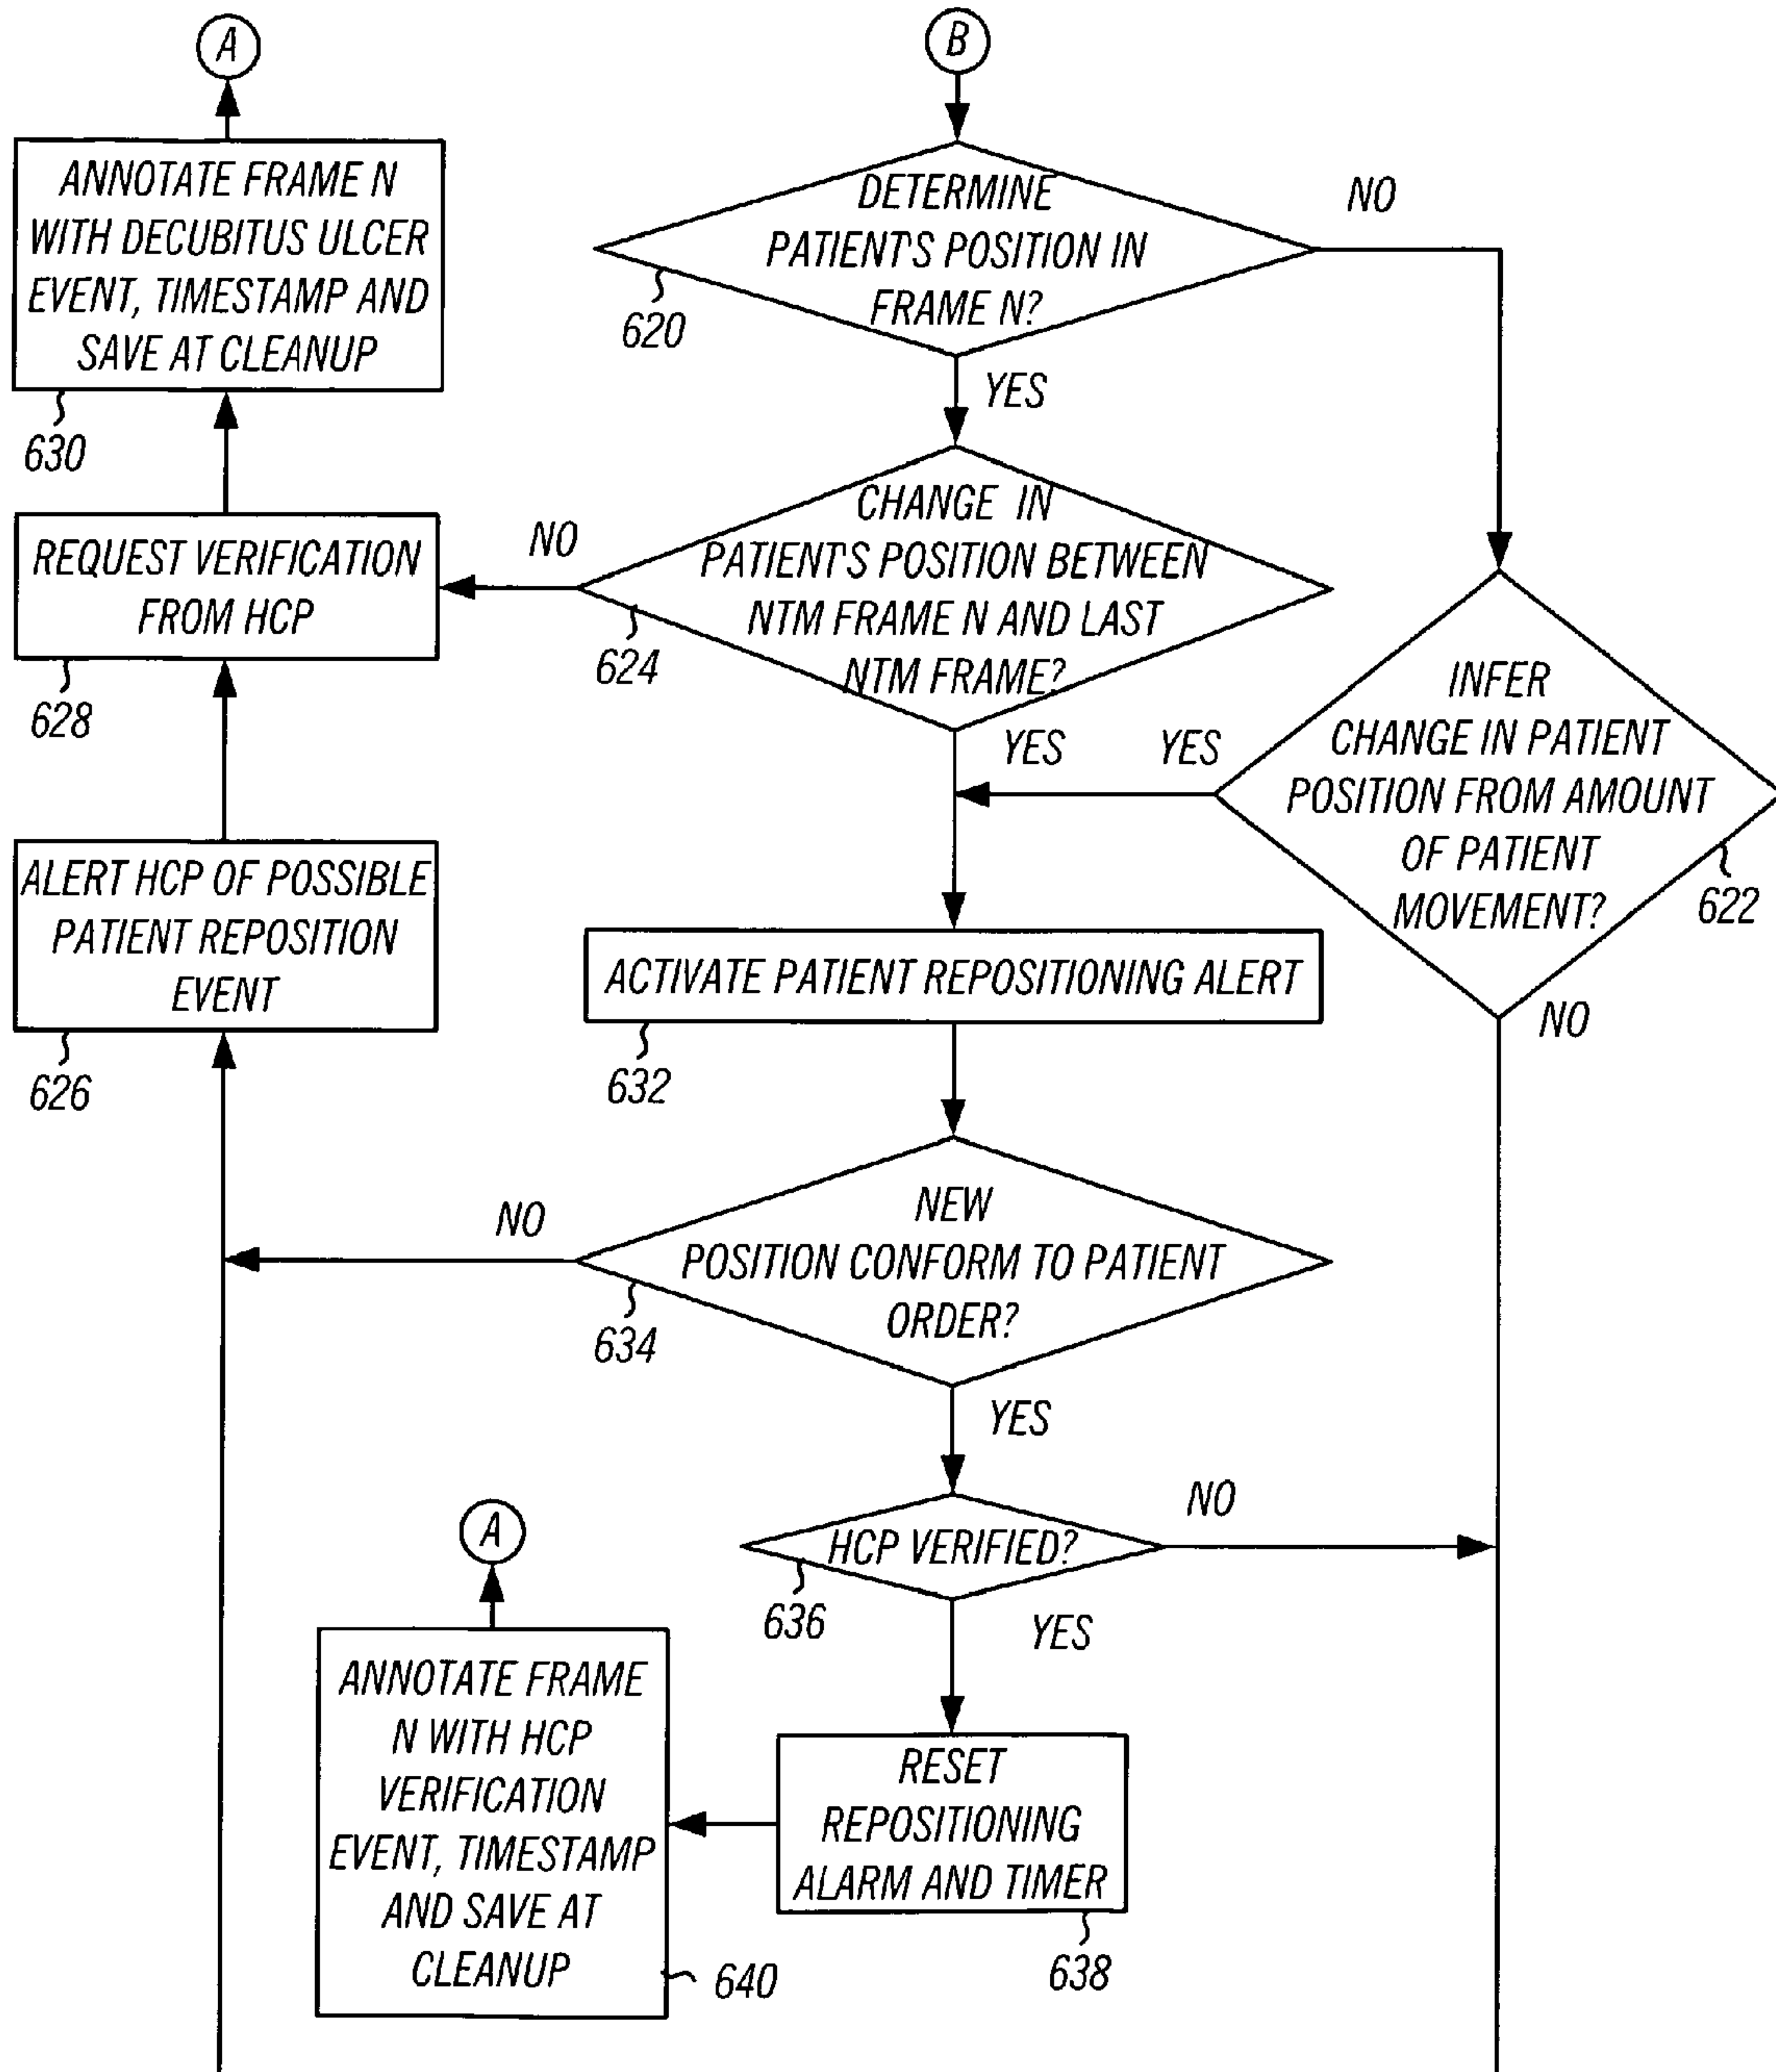 A
B
ANNOTATE FRAME N
WITH DECUBITUS ULCER
EVENT, TIMESTAMP AND
SAVE AT CLEANUP
630
DETERMINE
PATIENT'S POSITION IN
FRAME N?
620
NO
YES
REQUEST VERIFICATION
FROM HCP
628
NO
CHANGE IN
PATIENT'S POSITION BETWEEN
NTM FRAME N AND LAST
NTM FRAME?
624
YES
YES
INFER
CHANGE IN PATIENT
POSITION FROM AMOUNT
OF PATIENT
MOVEMENT?
622
NO
ALERT HCP OF POSSIBLE
PATIENT REPOSITION
EVENT
626
ACTIVATE PATIENT REPOSITIONING ALERT
632
NO
NEW
POSITION CONFORM TO PATIENT
ORDER?
634
YES
HCP VERIFIED?
636
NO
YES
A
ANNOTATE FRAME
N WITH HCP
VERIFICATION
EVENT, TIMESTAMP
AND SAVE AT
CLEANUP
640
RESET
REPOSITIONING
ALARM AND TIMER
638